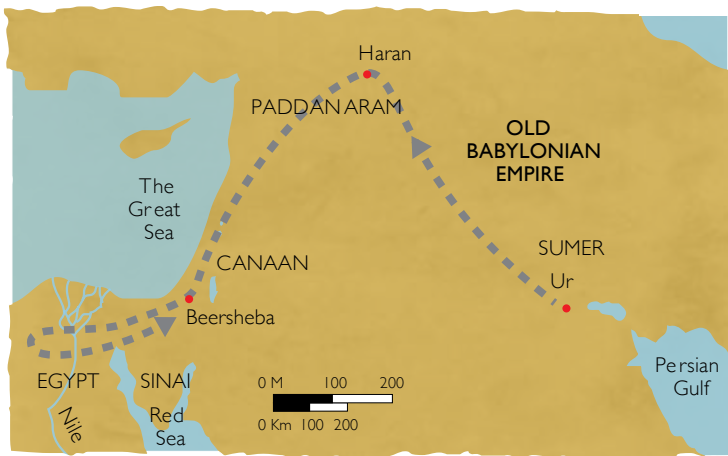 Haran
PADDAN ARAM
OLD
BABYLONIAN
EMPIRE
The
Great
Sea
SUMER
CANAAN
Ur
Beersheba
Persian
Gulf
EGYPT
SINAI
0 M 100 200
Red
Sea
Nile
0 Km 100 200